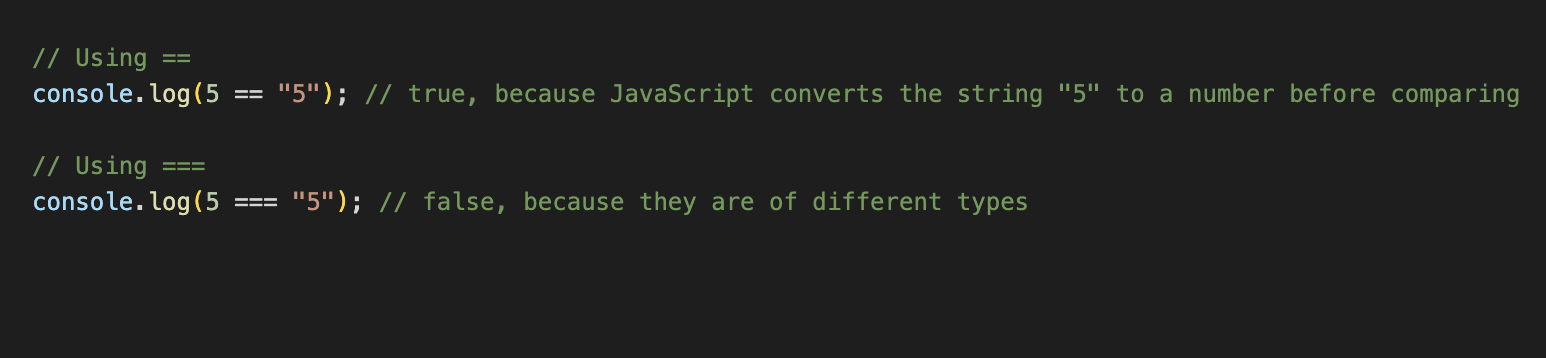 // Using ==
console.log(5 == "5"); // true, because JavaScript converts the string "5" to a number before comparing
// Using ===
console.log(5 === "5"); // false, because they are of different types